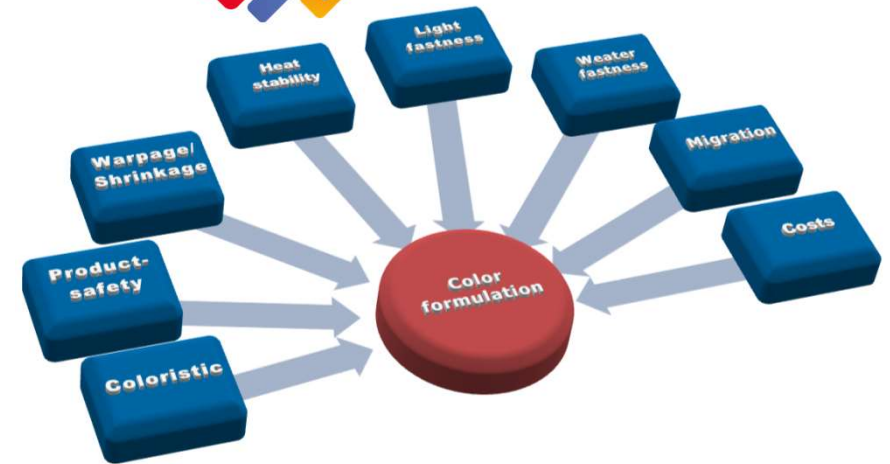 Light
fastness
Heat
stability
Weater
fastness
Warpage/
Shrinkage
Migration
Product-
safety
Costs
Color
formulation
Coloristic